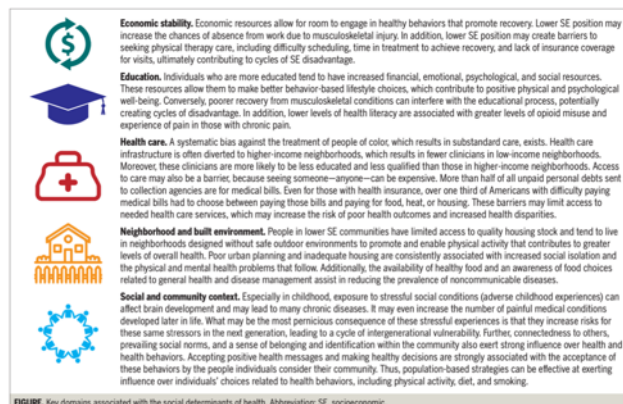 Economic stability. Economic resources allow for room to engage in healthy behaviors that promote recovery. Lower SE position may
increase the chances of absence from work due to musculoskeletal injury. In addition, lower SE position may create barriers to
seeking physical therapy care, including difficulty scheduling, time in treatment to achieve recovery, and lack of insurance coverage
for visits, ultimately contributing to cycles of SE disadvantage.
Education. Individuals who are more educated tend to have increased financial, emotional, psychological, and social resources.
These resources allow them to make better behavior-based lifestyle choices, which contribute to positive physical and psychological
well-being. Conversely, poorer recovery from musculoskeletal conditions can interfere with the educational process, potentially
creating cycles of disadvantage. In addition, lower levels of health literacy are associated with greater levels of opioid misuse and
experience of pain in those with chronic pain.
Health care. A systematic bias against the treatment of people of color, which results in substandard care, exists. Health care
infrastructure is often diverted to higher-income neighborhoods, which results in fewer clinicians in low-income neighborhoods.
Moreover, these clinicians are more likely to be less educated and less qualified than those in higher-income neighborhoods. Access
to care may also be a barrier, because seeing someone—anyone—can be expensive. More than half of all unpaid personal debts sent
to collection agencies are for medical bills. Even for those with health insurance, over one third of Americans with difficulty paying
medical bills had to choose between paying those bills and paying for food, heat, or housing. These barriers may limit access to
needed health care services, which may increase the risk of poor health outcomes and increased health disparities.
Neighborhood and built environment. People in lower SE communities have limited access to quality housing stock and tend to live
in neighborhoods designed without safe outdoor environments to promote and enable physical activity that contributes to greater
levels of overall health. Poor urban planning and inadequate housing are consistently associated with increased social isolation and
the physical and mental health problems that follow. Additionally, the availability of healthy food and an awareness of food choices
related to general health and disease management assist in reducing the prevalence of noncommunicable diseases.
Social and community context. Especially in childhood, exposure to stressful social conditions (adverse childhood experiences) can
affect brain development and may lead to many chronic diseases. It may even increase the number of painful medical conditions
developed later in life. What may be the most pernicious consequence of these stressful experiences is that they increase risks for
these same stressors in the next generation, leading to a cycle of intergenerational vulnerability. Further, connectedness to others,
prevailing social norms, and a sense of belonging and identification within the community also exert strong influence over health and
health behaviors. Accepting positive health messages and making healthy decisions are strongly associated with the acceptance of
these behaviors by the people individuals consider their community. Thus, population-based strategies can be effective at exerting
influence over individuals' choices related to health behaviors, including physical activity, diet, and smoking.
FIGURE. Key domains associated with the social determinants of health. Abbreviation: SE, socioeconomic.